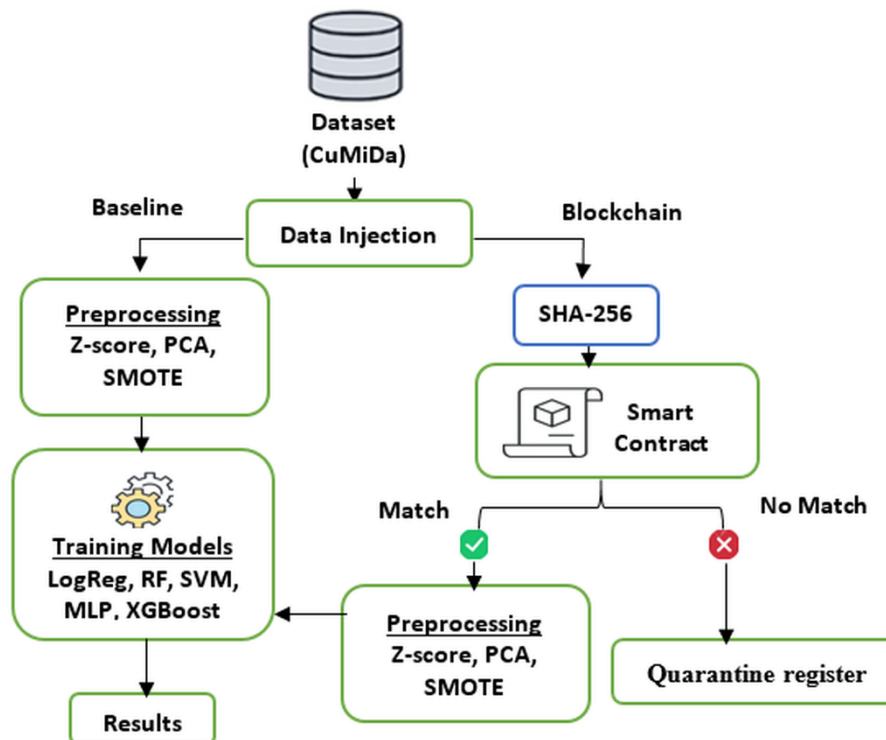 Dataset
(CuMiDa)
Baseline
Blockchain
Data Injection
Preprocessing
Z-score, PCA,
SMOTE
SHA-256
Smart
Contract
Match
No Match
Training Models
LogReg, RF, SVM,
MLP, XGBoost
Preprocessing
Z-score, PCA,
SMOTE
Quarantine register
Results